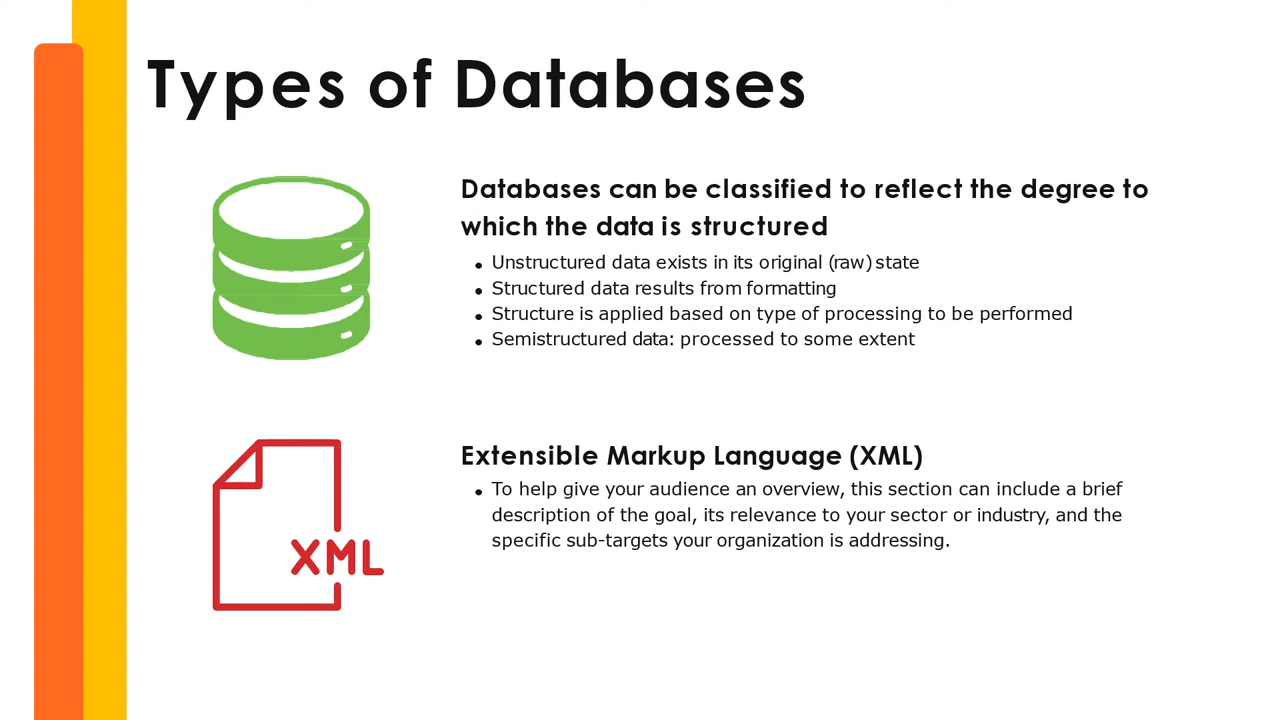 Types of Databases
Databases can be classified to reflect the degree to
which the data is structured
• Unstructured data exists in its original (raw) state
• Structured data results from formatting
• Structure is applied based on type of processing to be performed
• Semistructured data: processed to some extent
XML
Extensible Markup Language (XML)
• To help give your audience an overview, this section can include a brief
description of the goal, its relevance to your sector or industry, and the
specific sub-targets your organization is addressing.